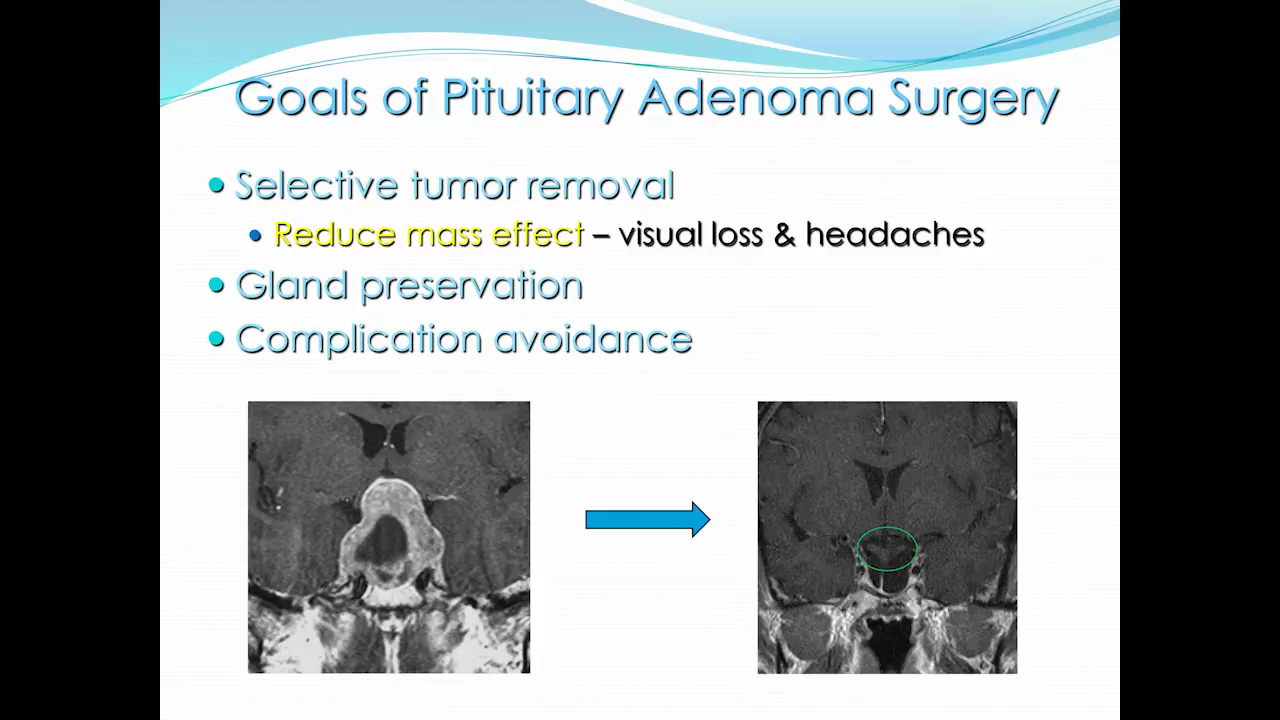 Goals of Pituitary Adenoma Surgery
Selective tumor removal
Reduce mass effect – visual loss & headaches
Gland preservation
Complication avoidance